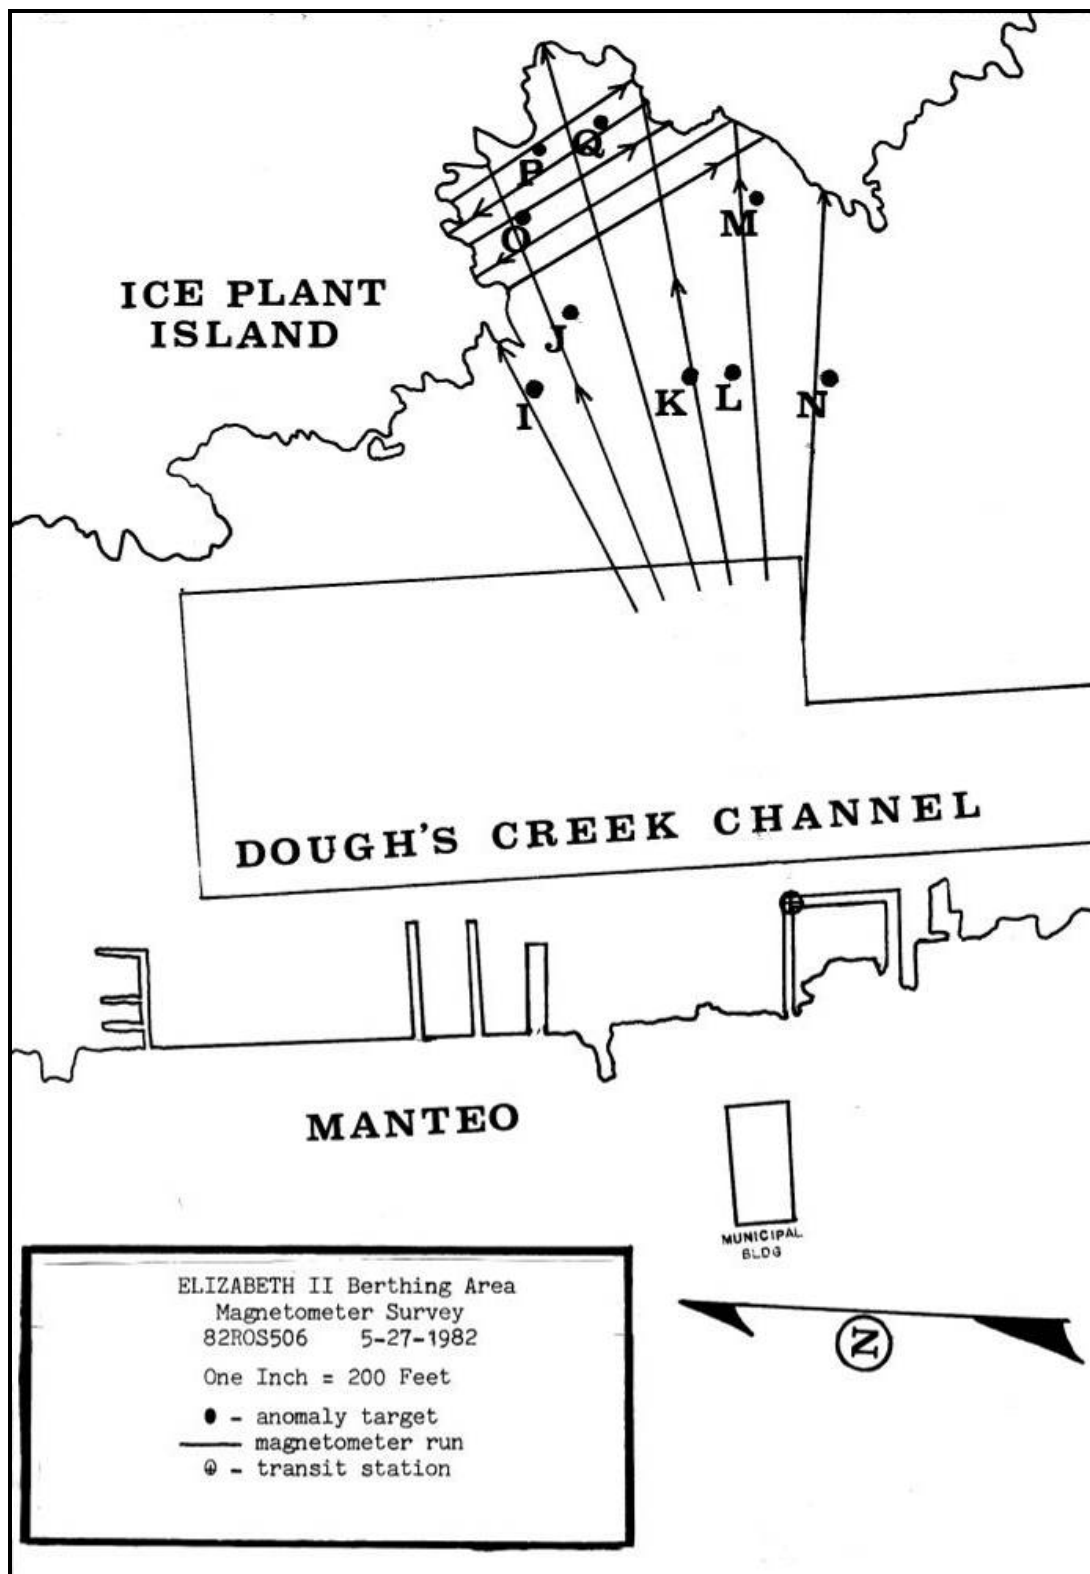 Q
P
O
M
ICE PLANT
ISLAND
J
I
K
L
N
DOUGH'S CREEK CHANNEL
MANTEO
MUNICIPAL
BLDG
N
ELIZABETH II Berthing Area
Magnetometer Survey
82ROS506 5-27-1982
One Inch = 200 Feet
- anomaly target
- magnetometer run
- transit station